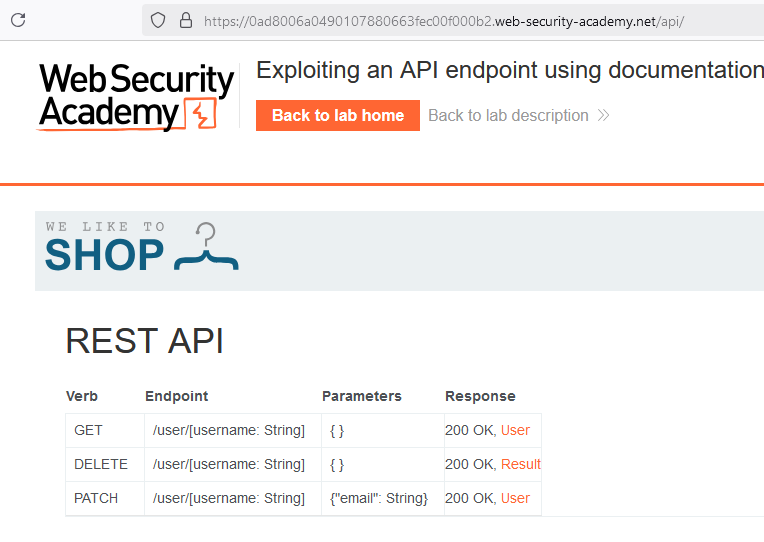 https://0ad8006a0490107880663fec00f000b2.web-security-academy.net/api/
Web Security
Academy
Exploiting an API endpoint using documentation
Back to lab home
Back to lab description
WE LIKE TO
SHOP
REST API
Verb Endpoint Parameters Response
GET /user/[username: String] { } 200 OK, User
DELETE /user/[username: String] { } 200 OK, Result
PATCH /user/[username: String] {"email": String} 200 OK, User